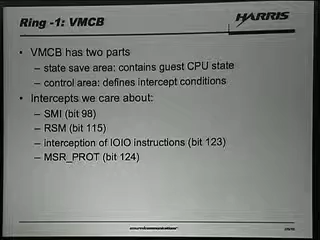 Ring -1: VMCB
HARRIS
• VMCB has two parts
– state save area: contains guest CPU state
– control area: defines intercept conditions
• Intercepts we care about:
– SMI (bit 98)
– RSM (bit 115)
– interception of IOIO instructions (bit 123)
– MSR_PROT (bit 124)
assuredcommunications™